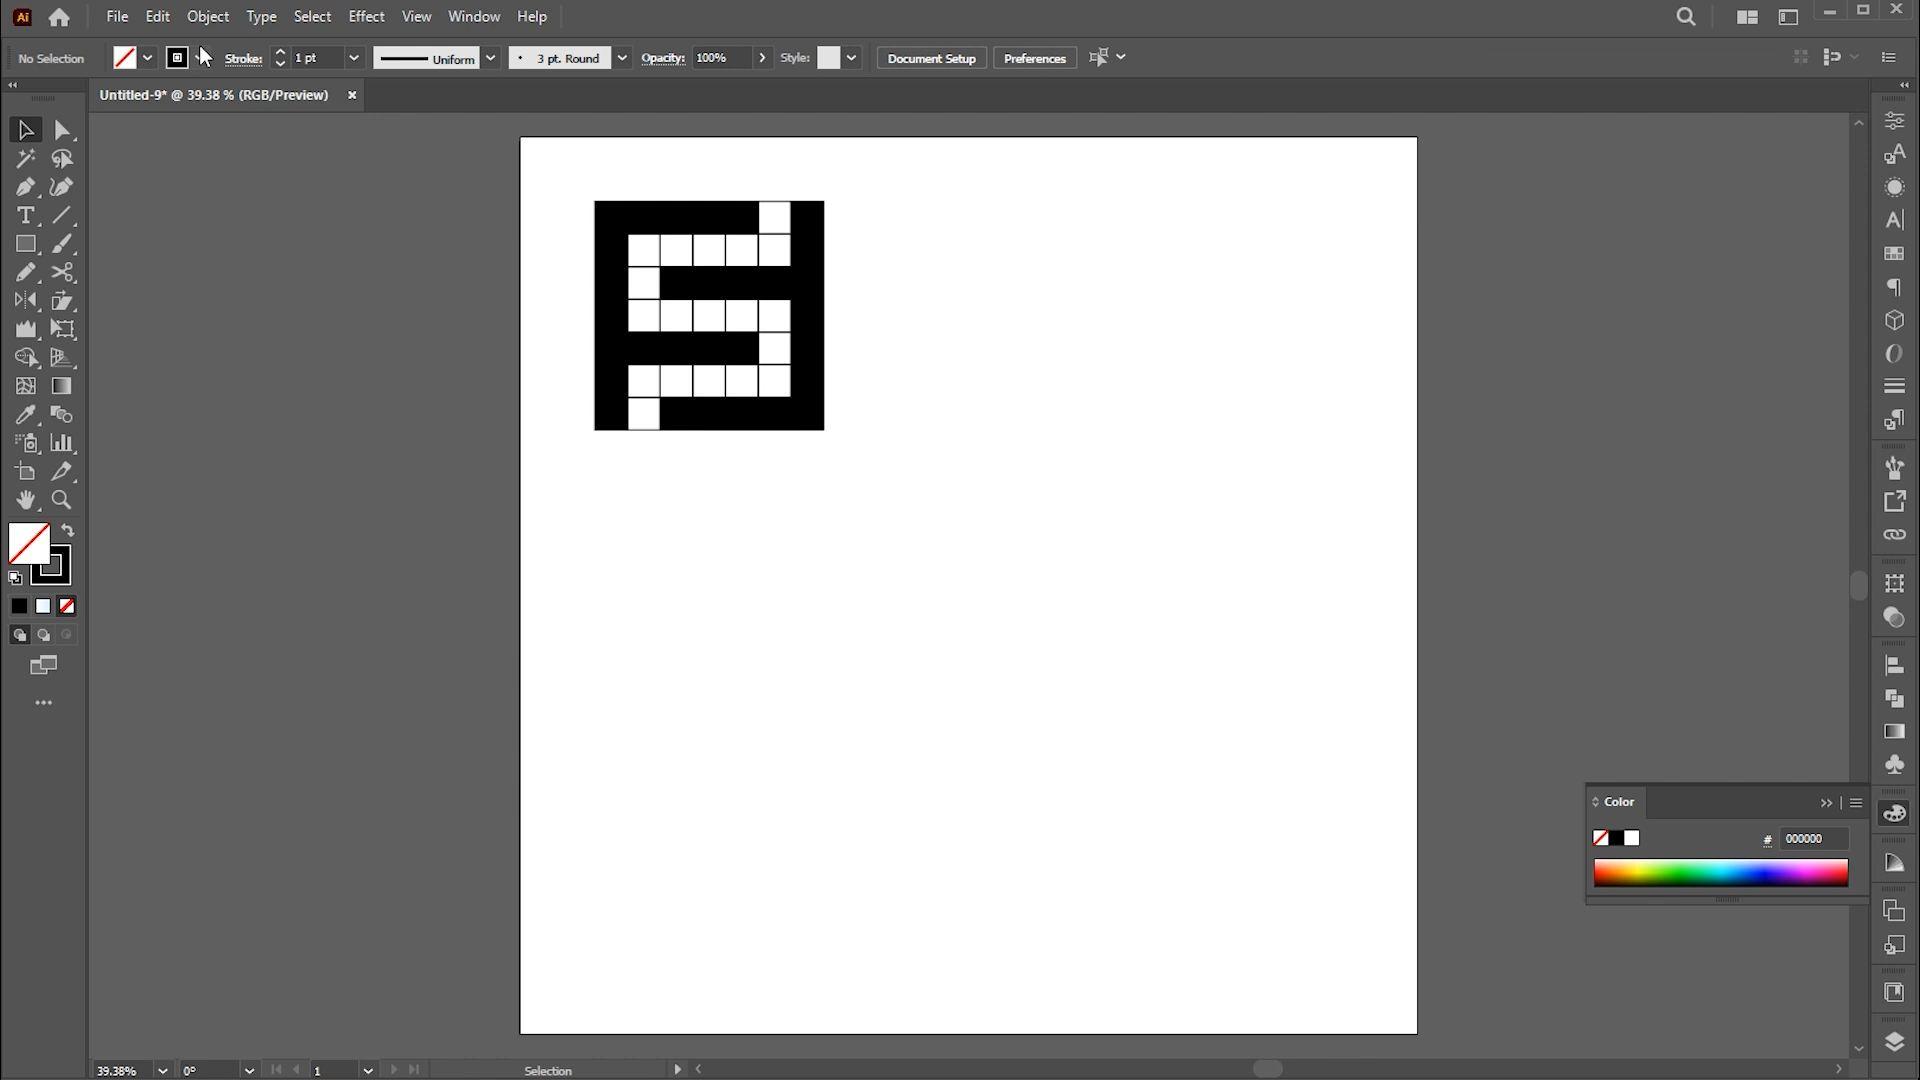 Ai File Edit Object Type Select Effect View Window Help
No Selection Stroke: 1 pt Uniform 3 pt. Round Opacity: 100% Style: Document Setup Preferences
Untitled-9* @ 39.38 % (RGB/Preview)
Color
# 000000
39.38% 0° 1 Selection